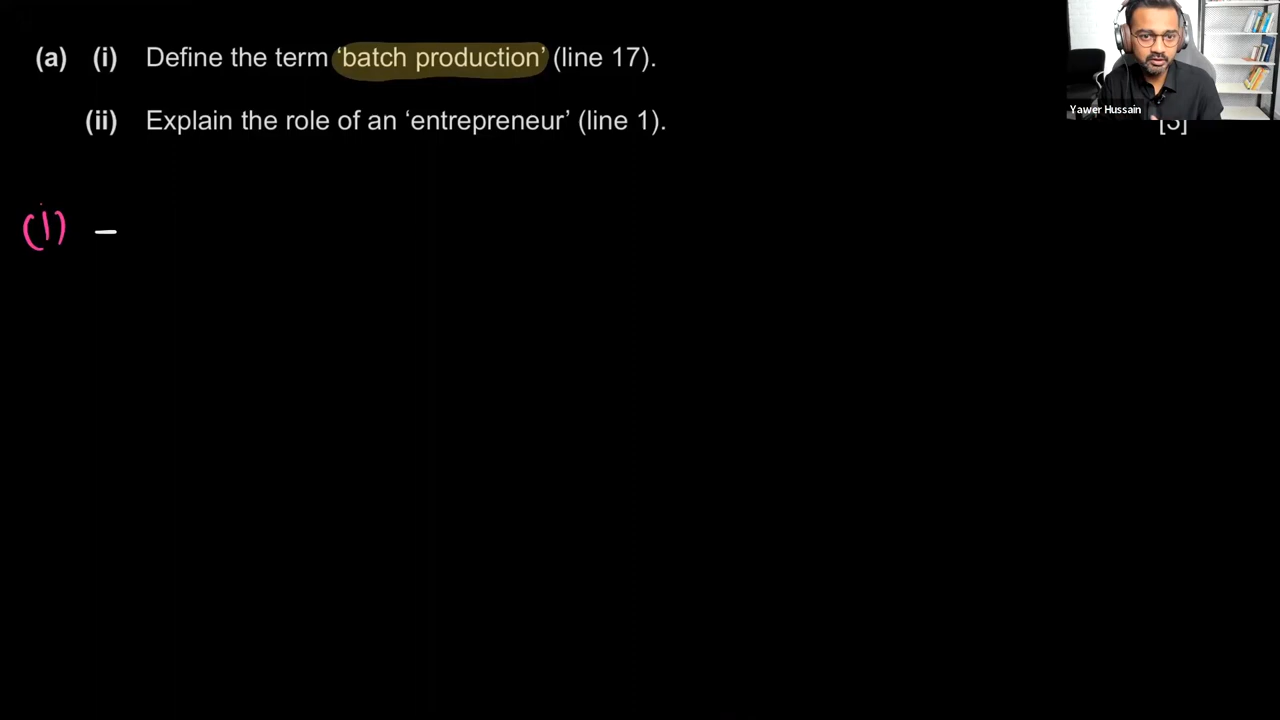 (a) (i) Define the term ‘batch production’ (line 17).
Yawer Hussain
(ii) Explain the role of an ‘entrepreneur’ (line 1). [3]
(i) –